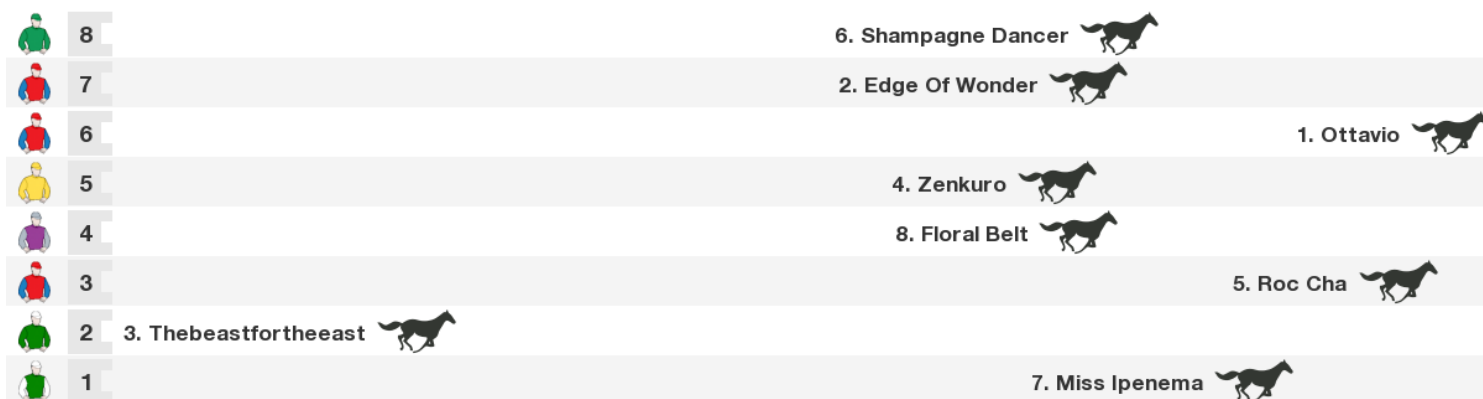 8 6. Shampagne Dancer
7 2. Edge Of Wonder
6 1. Ottavio
5 4. Zenkuro
4 8. Floral Belt
3 5. Roc Cha
2 3. Thebeastfortheeast
1 7. Miss Ipenema